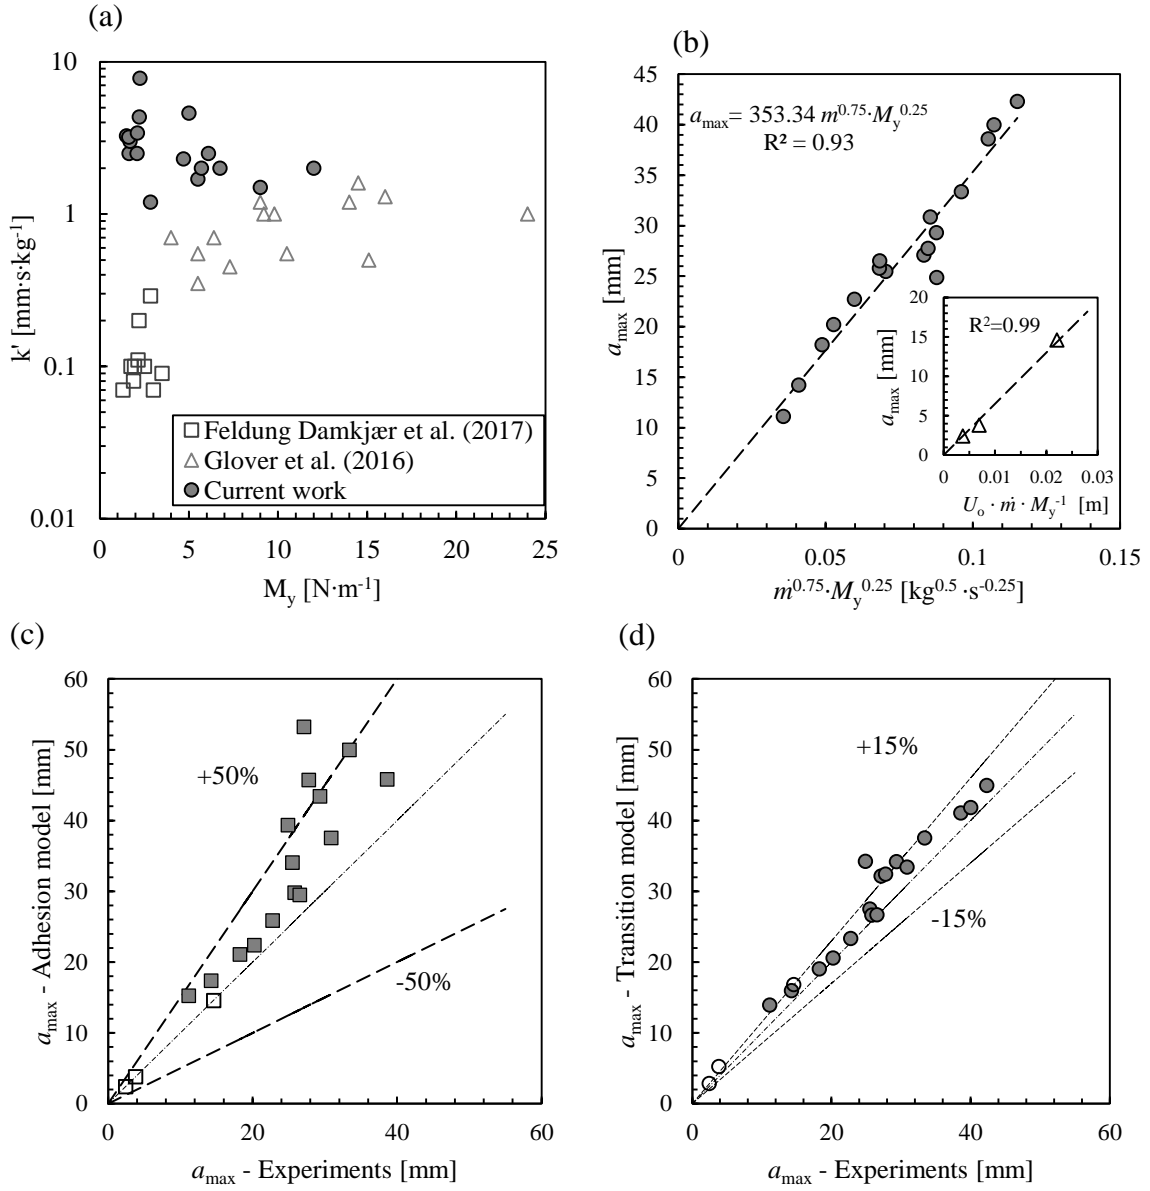 (a)
10
1
0.1
0.01
k' [mm·s·kg⁻¹]
Feldung Damkjær et al. (2017)
Glover et al. (2016)
Current work
0 5 10 15 20 25
M_y [N·m⁻¹]
(b)
45
40
35
30
25
20
15
10
5
0
a_max [mm]
a_max= 353.34 m^0.75·M_y^0.25
R² = 0.93
20
15
10
5
0
a_max [mm]
R²=0.99
0 0.01 0.02 0.03
U_o · ṁ · M_y⁻¹ [m]
0 0.05 0.1 0.15
ṁ^0.75·M_y^0.25 [kg^0.5 ·s^-0.25]
(c)
60
50
40
30
20
10
0
a_max - Adhesion model [mm]
+50%
-50%
0 20 40 60
a_max - Experiments [mm]
(d)
60
50
40
30
20
10
0
a_max - Transition model [mm]
+15%
-15%
0 20 40 60
a_max - Experiments [mm]